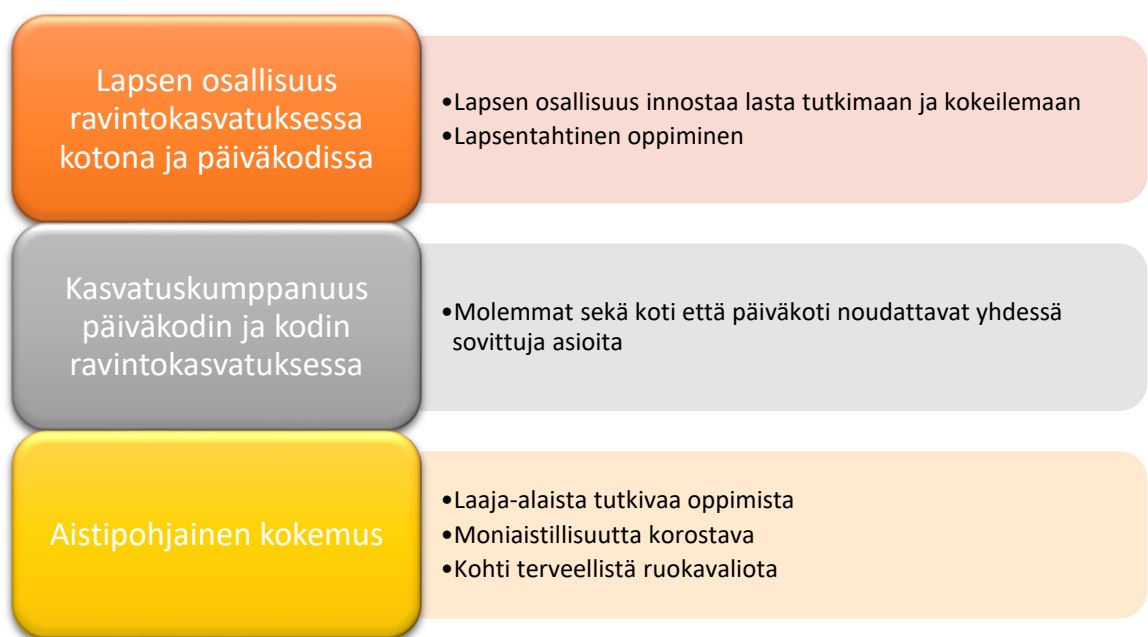 Lapsen osallisuus
ravintokasvatuksessa
kotona ja päiväkodissa
•Lapsen osallisuus innostaa lasta tutkimaan ja kokeilemaan
•Lapsentahtinen oppiminen
Kasvatuskumppanuus
päiväkodin ja kodin
ravintokasvatuksessa
•Molemmat sekä koti että päiväkoti noudattavat yhdessä
sovittuja asioita
Aistipohjainen kokemus
•Laaja-alaista tutkivaa oppimista
•Moniaistillisuutta korostava
•Kohti terveellistä ruokavaliota